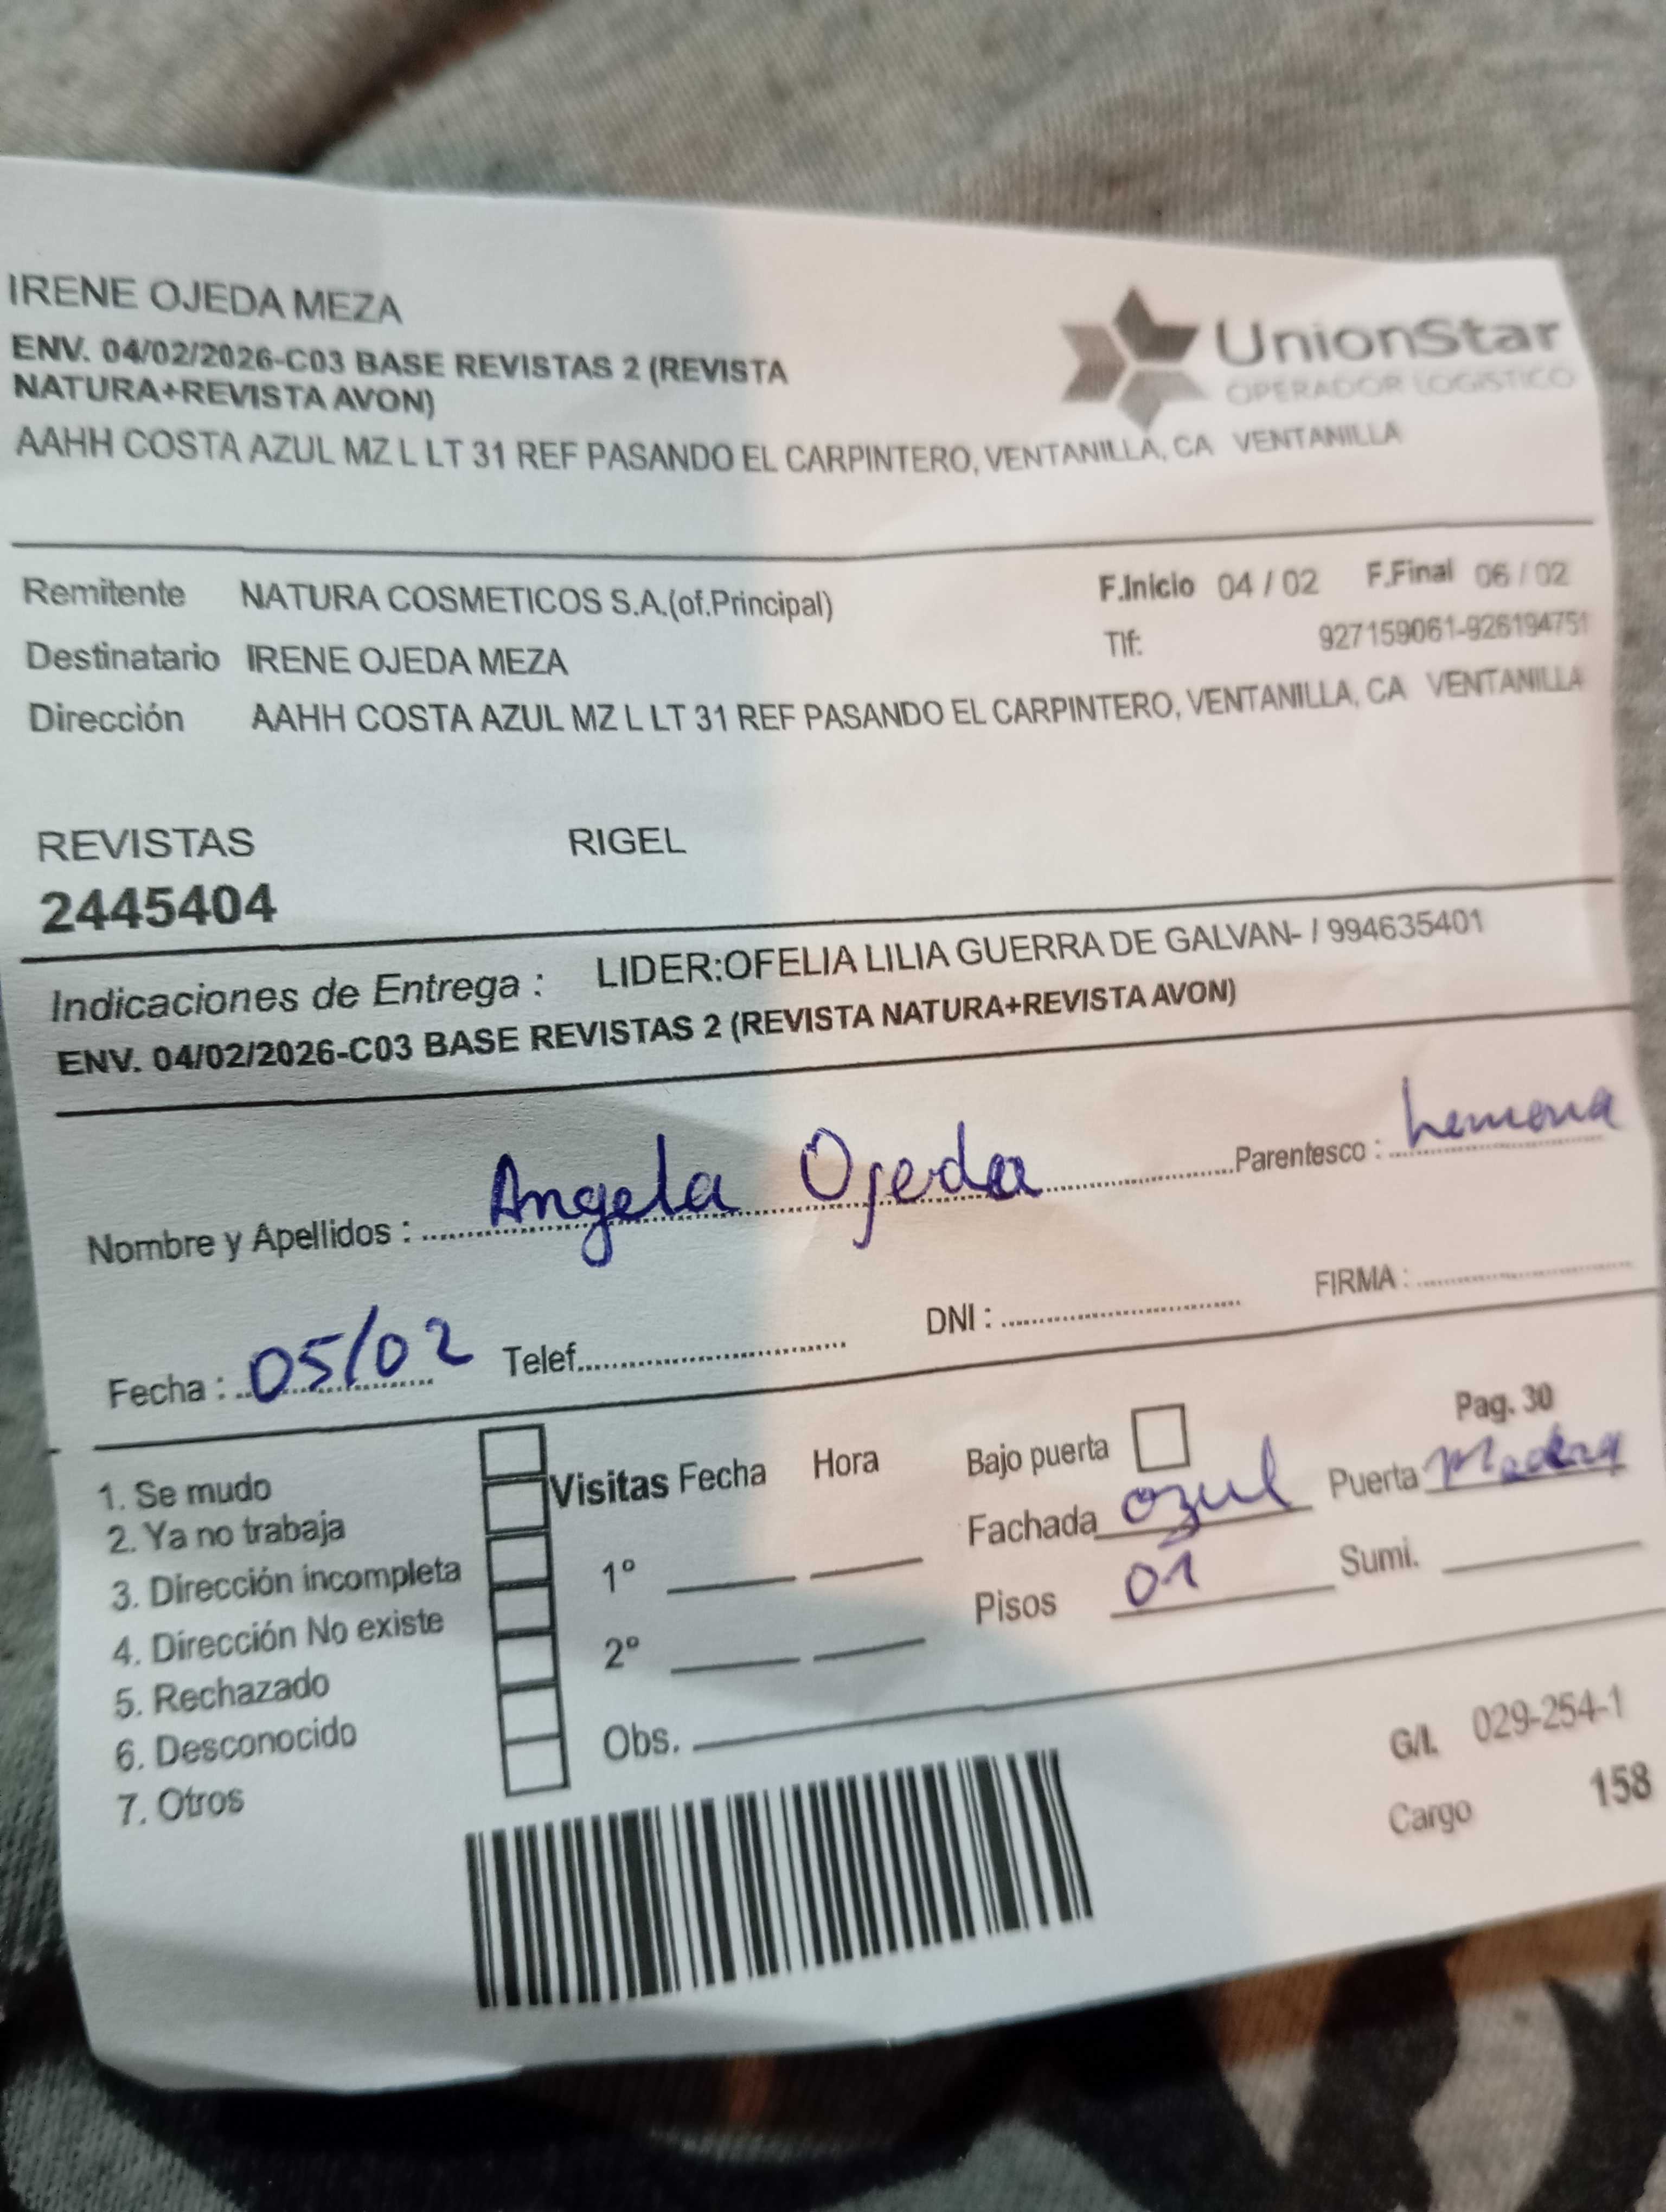 IRENE OJEDA MEZA
ENV. 04/02/2026-C03 BASE REVISTAS 2 (REVISTA
NATURA+REVISTA AVON)
UnionStar
OPERADOR LOGISTICO
AAHH COSTA AZUL MZ L LT 31 REF PASANDO EL CARPINTERO, VENTANILLA, CA VENTANILLA
Remitente NATURA COSMETICOS S.A.(of.Principal) F.Inicio 04 / 02 F.Final 06 / 02
Destinatario IRENE OJEDA MEZA Tlf: 927159061-926194751
Dirección AAHH COSTA AZUL MZ L LT 31 REF PASANDO EL CARPINTERO, VENTANILLA, CA VENTANILLA
REVISTAS RIGEL
2445404
Indicaciones de Entrega : LIDER:OFELIA LILIA GUERRA DE GALVAN- / 994635401
ENV. 04/02/2026-C03 BASE REVISTAS 2 (REVISTA NATURA+REVISTA AVON)
Nombre y Apellidos : Angela Ojeda Parentesco : hemona
Fecha : 05/02 Telef. DNI : FIRMA :
Pag. 30
1. Se mudo
2. Ya no trabaja
3. Dirección incompleta
4. Dirección No existe
5. Rechazado
6. Desconocido
7. Otros
Visitas Fecha Hora
1º
2º
Obs.
Bajo puerta
Fachada azul Puerta Madera
Pisos 01 Sumi.
G/I. 029-254-1
Cargo 158